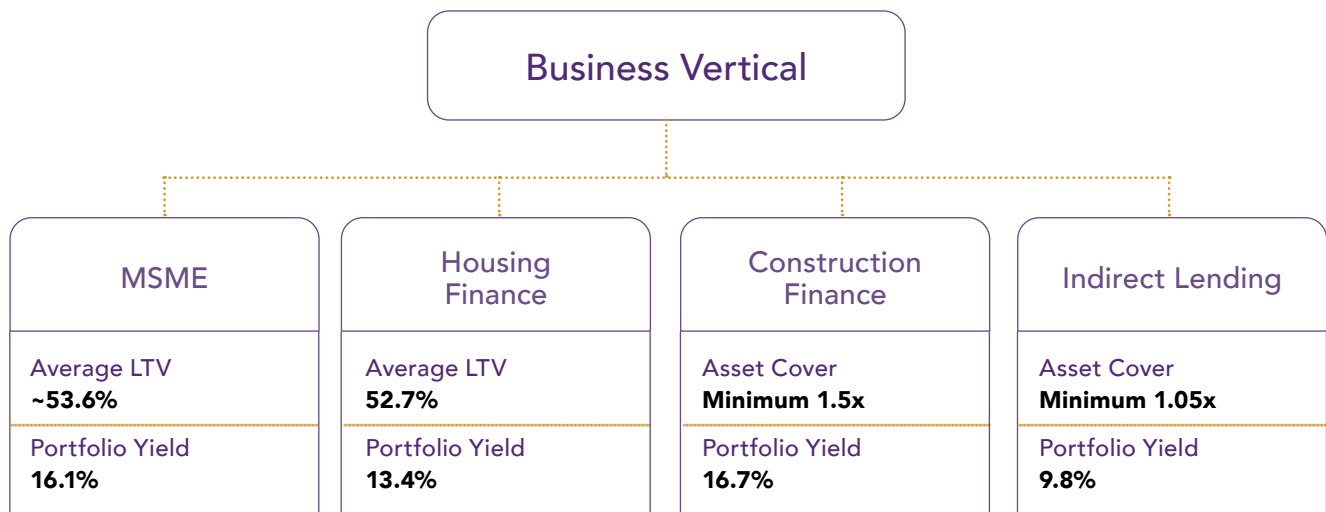 Business Vertical
MSME
Average LTV
~53.6%
Portfolio Yield
16.1%
Housing
Finance
Average LTV
52.7%
Portfolio Yield
13.4%
Construction
Finance
Asset Cover
Minimum 1.5x
Portfolio Yield
16.7%
Indirect Lending
Asset Cover
Minimum 1.05x
Portfolio Yield
9.8%